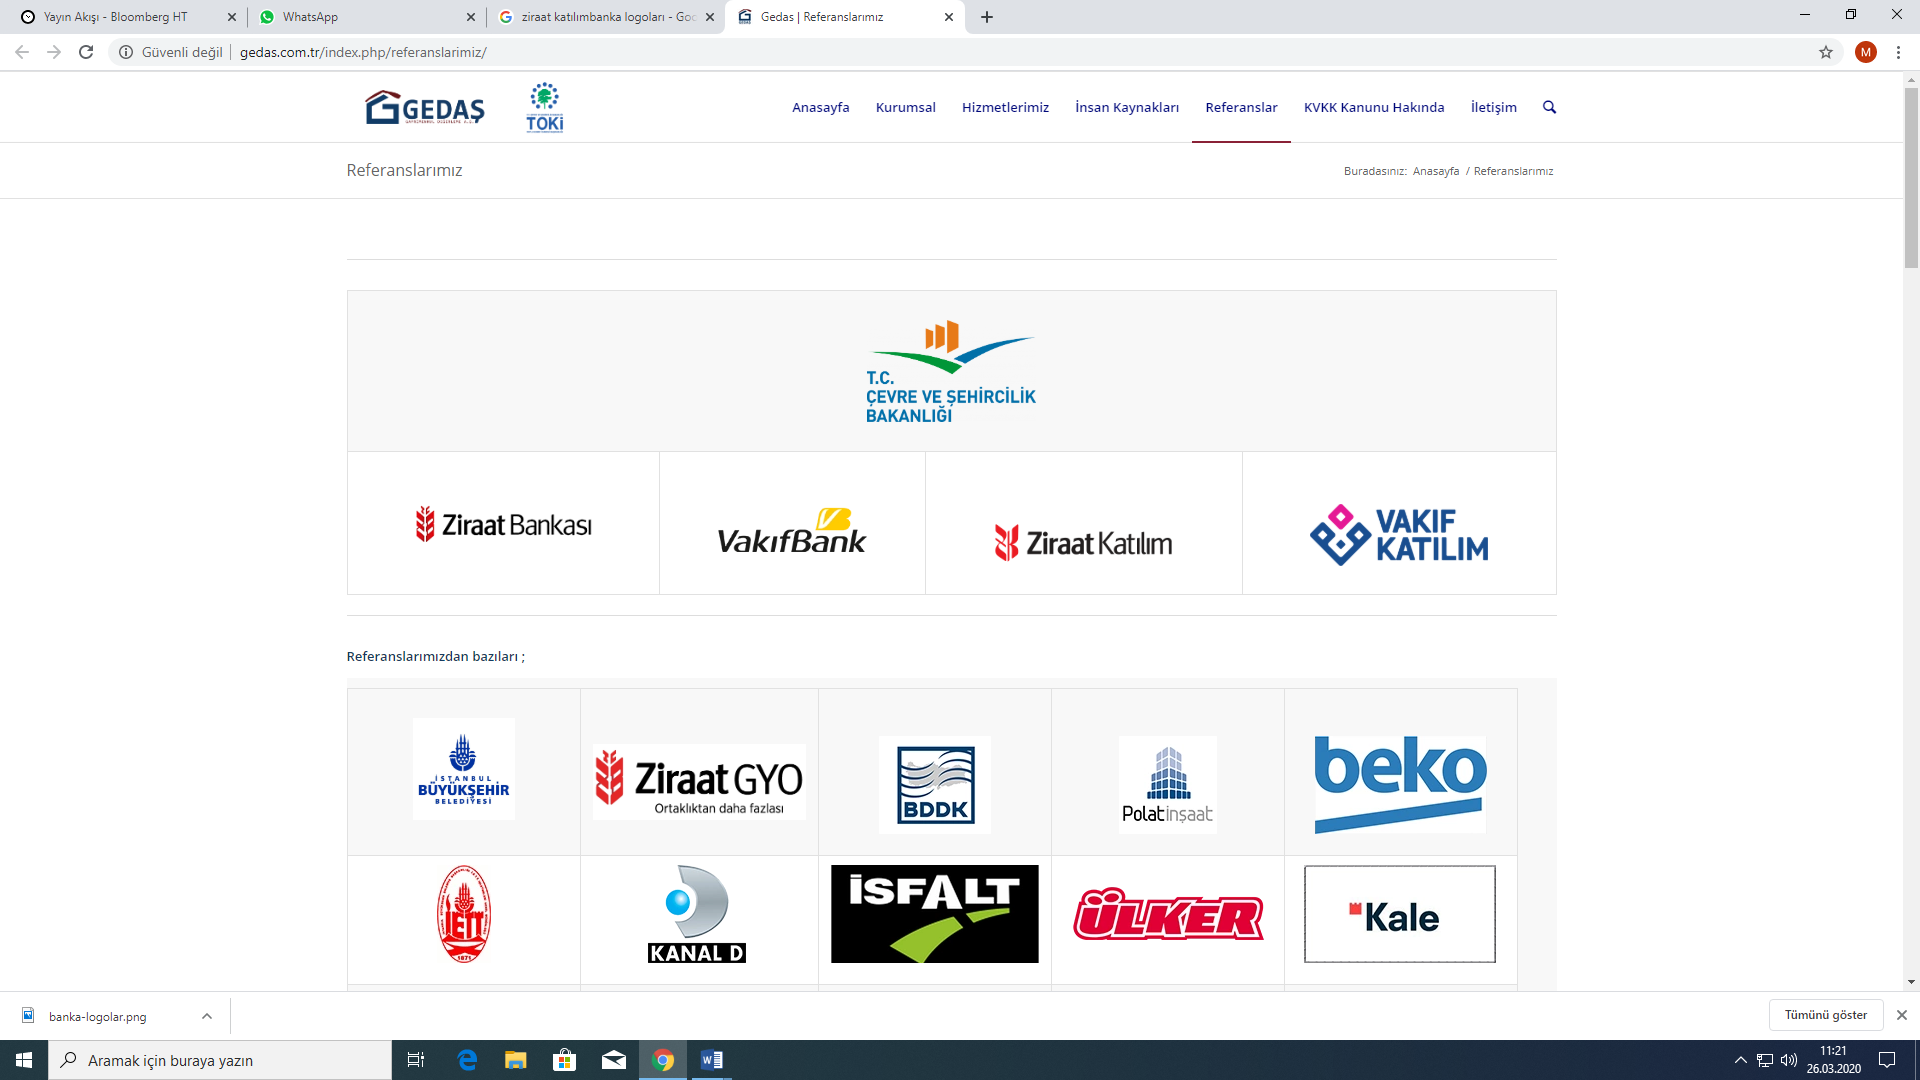 Yayın Akışı - Bloomberg HT
WhatsApp
ziraat katılımbanka logoları - Goo
Gedas | Referanslarımız
Güvenli değil
gedas.com.tr/index.php/referanslarimiz/
M
GEDAŞ
TOKİ
Anasayfa
Kurumsal
Hizmetlerimiz
İnsan Kaynakları
Referanslar
KVKK Kanunu Hakında
İletişim
Referanslarımız
Buradasınız: Anasayfa / Referanslarımız
T.C.
ÇEVRE VE ŞEHİRCİLİK
BAKANLIĞI
Ziraat Bankası
VakıfBank
Ziraat Katılım
VAKIF
KATILIM
Referanslarımızdan bazıları ;
İSTANBUL
BÜYÜKŞEHİR
BELEDİYESİ
Ziraat GYO
Ortaklıktan daha fazlası
BDDK
Polat inşaat
beko
İETT
1871
KANAL D
İSFALT
ÜLKER
Kale
banka-logolar.png
Tümünü göster
Aramak için buraya yazın
11:21
26.03.2020